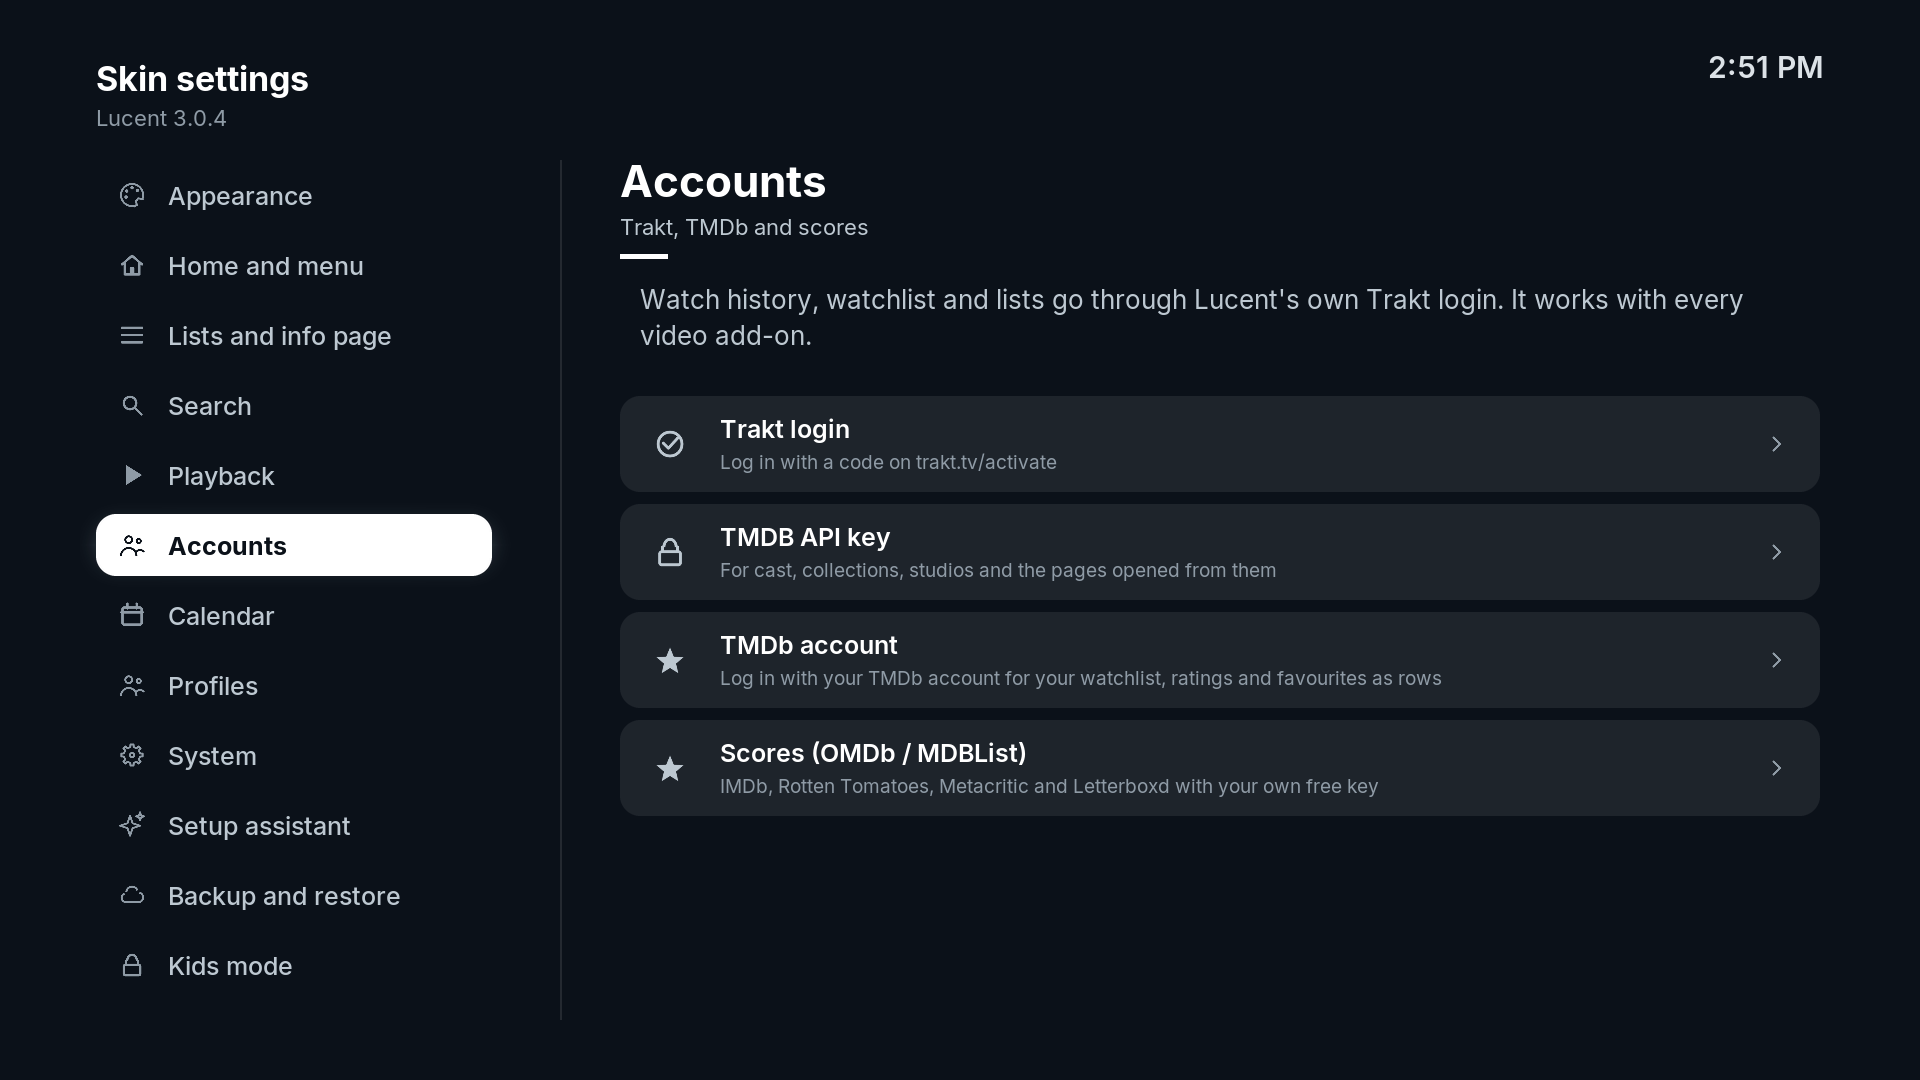 Skin settings
Lucent 3.0.4
2:51 PM
Appearance
Home and menu
Lists and info page
Search
Playback
Accounts
Calendar
Profiles
System
Setup assistant
Backup and restore
Kids mode
Accounts
Trakt, TMDb and scores
Watch history, watchlist and lists go through Lucent's own Trakt login. It works with every
video add-on.
Trakt login
Log in with a code on trakt.tv/activate
TMDB API key
For cast, collections, studios and the pages opened from them
TMDb account
Log in with your TMDb account for your watchlist, ratings and favourites as rows
Scores (OMDb / MDBList)
IMDb, Rotten Tomatoes, Metacritic and Letterboxd with your own free key